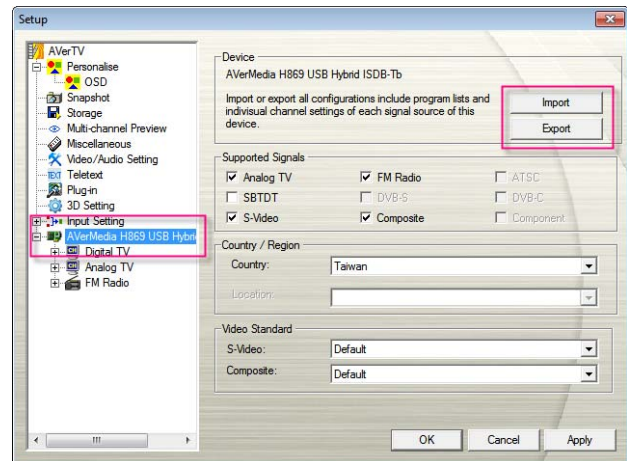 Setup
AVerTV
Personalise
OSD
Snapshot
Storage
Multi-channel Preview
Miscellaneous
Video/Audio Setting
TEXT Teletext
Plug-in
3D Setting
Input Setting
AVerMedia H869 USB Hybri
Digital TV
Analog TV
FM Radio
Device
AVerMedia H869 USB Hybrid ISDB-Tb
Import or export all configurations include program lists and
indivisual channel settings of each signal source of this
device.
Import
Export
Supported Signals
Analog TV
FM Radio
ATSC
SBTDT
DVB-S
DVB-C
S-Video
Composite
Component
Country / Region
Country:
Taiwan
Location:
Video Standard
S-Video:
Default
Composite:
Default
OK
Cancel
Apply